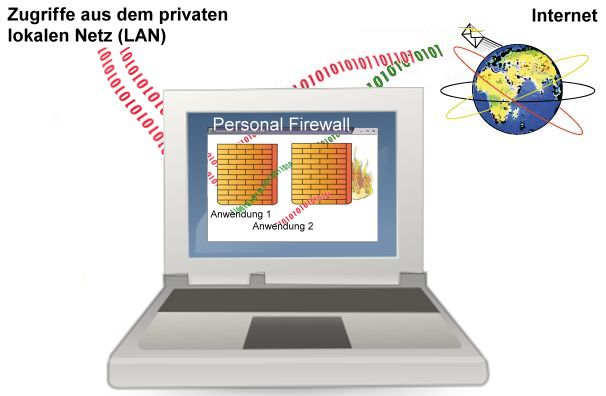 Zugriffe aus dem privaten
lokalen Netz (LAN)
Internet
Personal Firewall
Anwendung 1
Anwendung 2